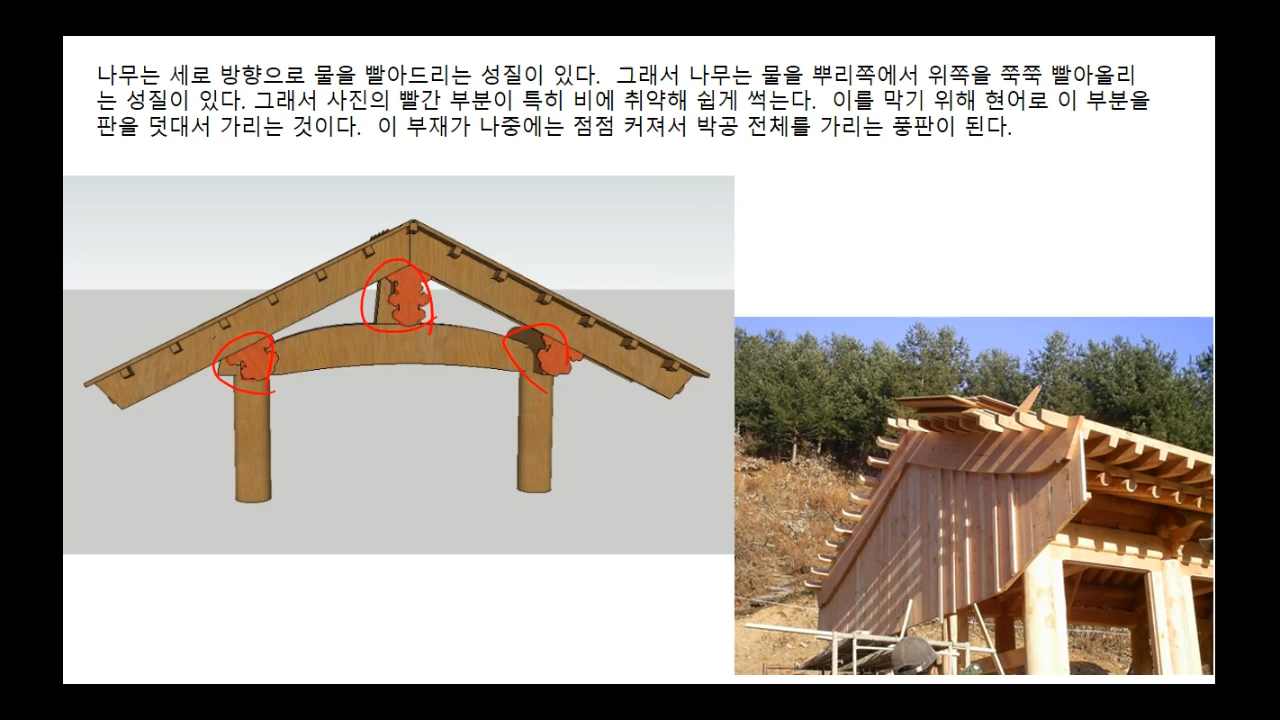 나무는 세로 방향으로 물을 빨아드리는 성질이 있다.  그래서 나무는 물을 뿌리쪽에서 위쪽을 쭉쭉 빨아올리
는 성질이 있다. 그래서 사진의 빨간 부분이 특히 비에 취약해 쉽게 썩는다.  이를 막기 위해 현어로 이 부분을
판을 덧대서 가리는 것이다.  이 부재가 나중에는 점점 커져서 박공 전체를 가리는 풍판이 된다.